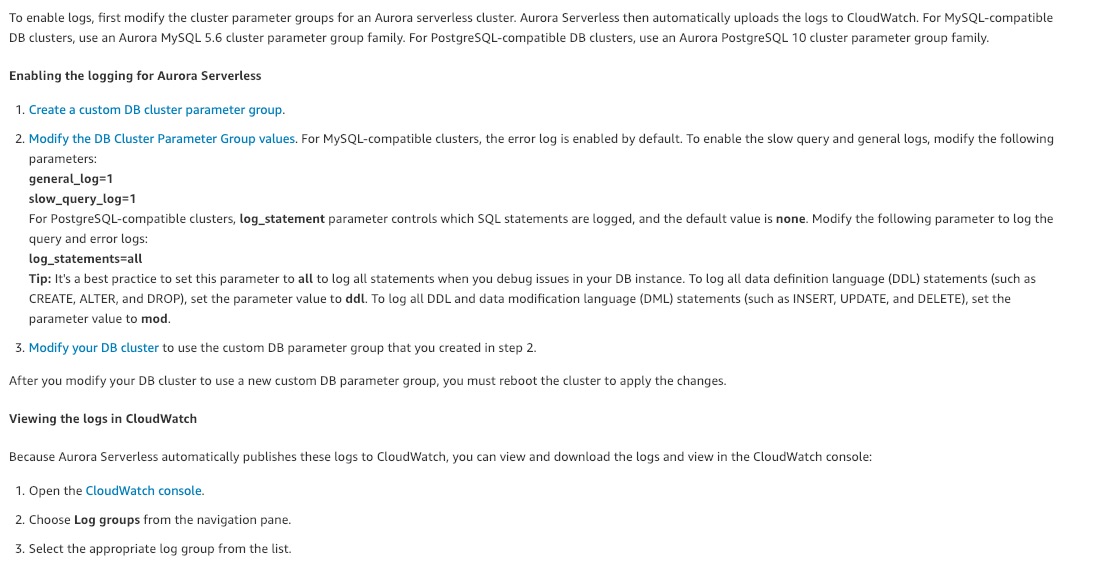 To enable logs, first modify the cluster parameter groups for an Aurora serverless cluster. Aurora Serverless then automatically uploads the logs to CloudWatch. For MySQL-compatible
DB clusters, use an Aurora MySQL 5.6 cluster parameter group family. For PostgreSQL-compatible DB clusters, use an Aurora PostgreSQL 10 cluster parameter group family.
Enabling the logging for Aurora Serverless
1. Create a custom DB cluster parameter group.
2. Modify the DB Cluster Parameter Group values. For MySQL-compatible clusters, the error log is enabled by default. To enable the slow query and general logs, modify the following
parameters:
general_log=1
slow_query_log=1
For PostgreSQL-compatible clusters, log_statement parameter controls which SQL statements are logged, and the default value is none. Modify the following parameter to log the
query and error logs:
log_statements=all
Tip: It's a best practice to set this parameter to all to log all statements when you debug issues in your DB instance. To log all data definition language (DDL) statements (such as
CREATE, ALTER, and DROP), set the parameter value to ddl. To log all DDL and data modification language (DML) statements (such as INSERT, UPDATE, and DELETE), set the
parameter value to mod.
3. Modify your DB cluster to use the custom DB parameter group that you created in step 2.
After you modify your DB cluster to use a new custom DB parameter group, you must reboot the cluster to apply the changes.
Viewing the logs in CloudWatch
Because Aurora Serverless automatically publishes these logs to CloudWatch, you can view and download the logs and view in the CloudWatch console:
1. Open the CloudWatch console.
2. Choose Log groups from the navigation pane.
3. Select the appropriate log group from the list.